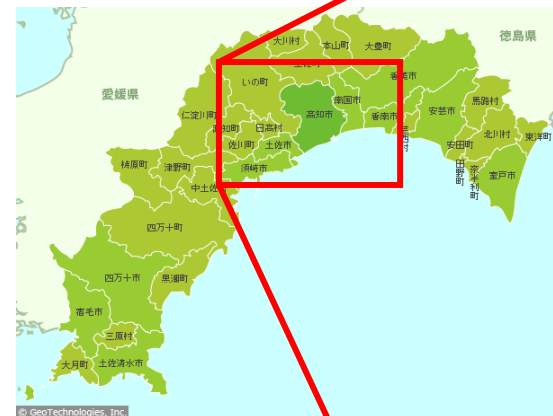 徳島県
愛媛県
大川村
本山町
大豊町
いの町
香美市
仁淀川町
高知市
南国市
香南市
安芸市
馬路村
北川村
東洋町
日高村
佐川町
土佐市
安田町
田野町
奈半利町
室戸市
須崎市
梼原町
津野町
中土佐
四万十町
四万十市
黒潮町
宿毛市
三原村
大月町
土佐清水市
© GeoTechnologies, Inc.